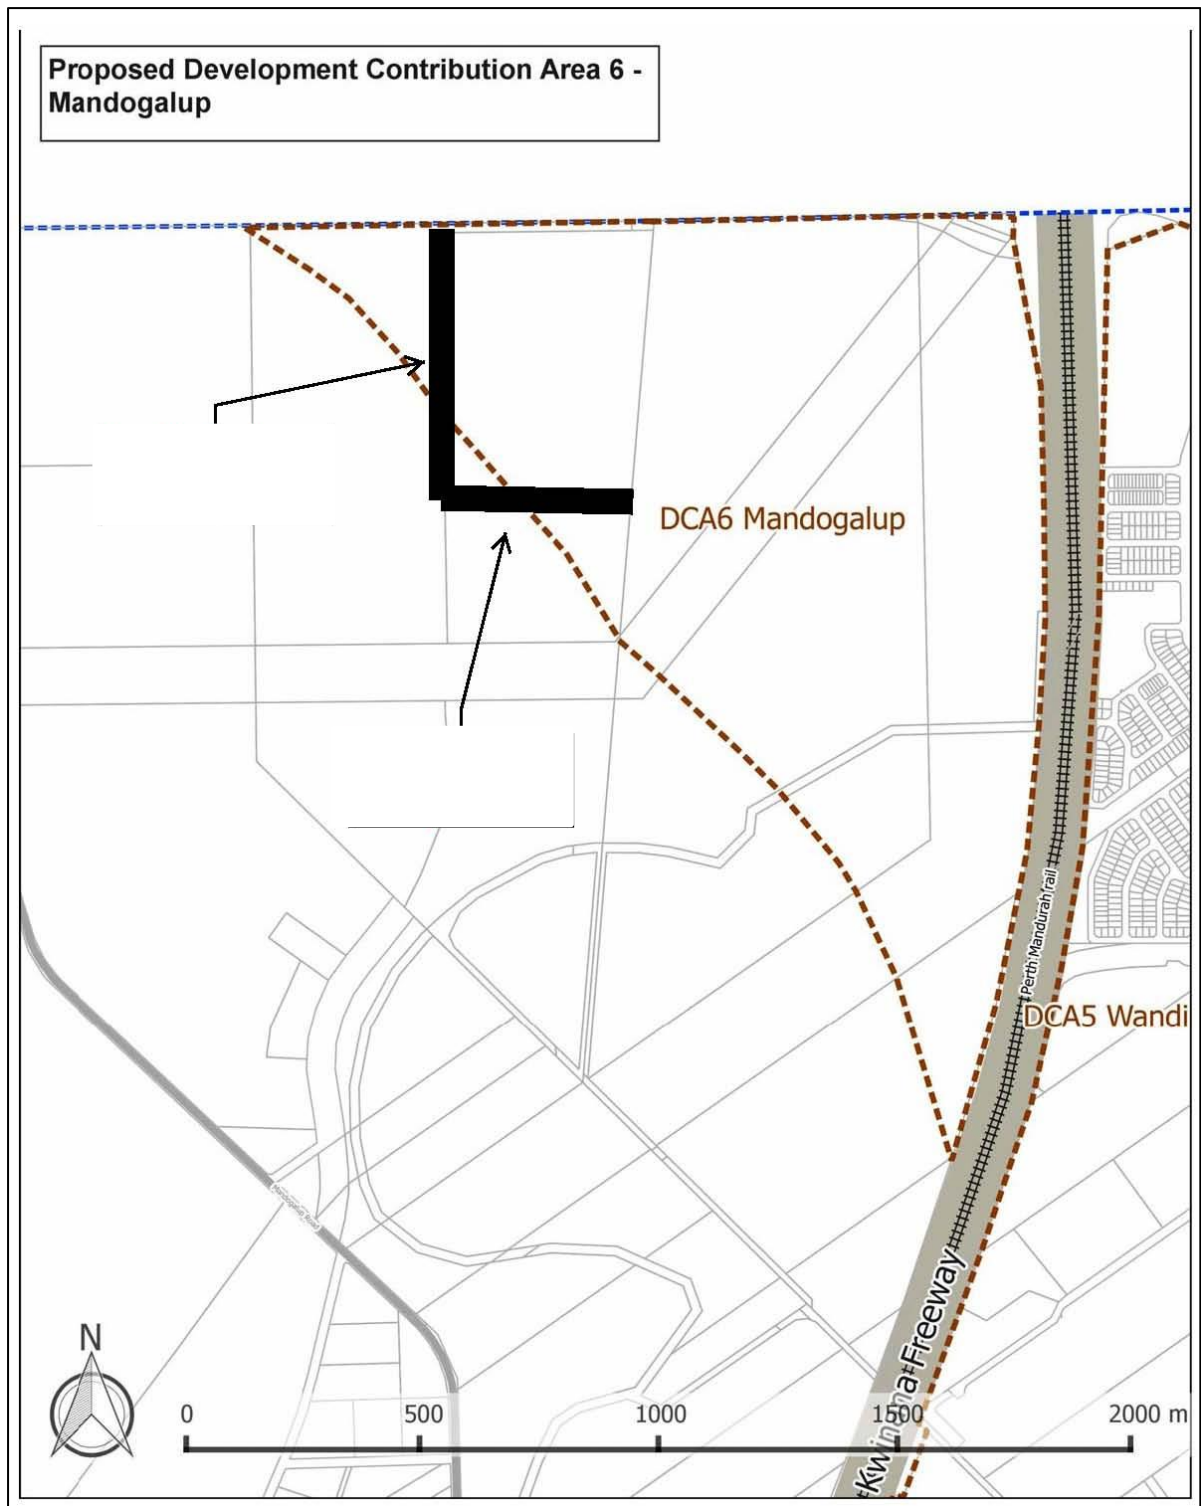 Proposed Development Contribution Area 6 -
Mandogalup
DCA6 Mandogalup
Perth Mandurah rail
DCA5 Wandi
Kwinana Freeway
N
0 500 1000 1500 2000 m